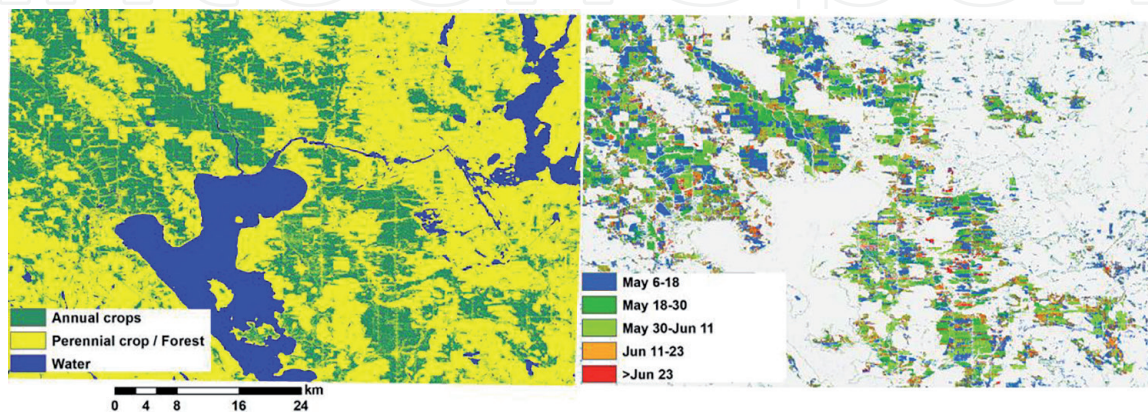 Annual crops
Perennial crop / Forest
Water
0 4 8 16 24 km
May 6-18
May 18-30
May 30-Jun 11
Jun 11-23
>Jun 23